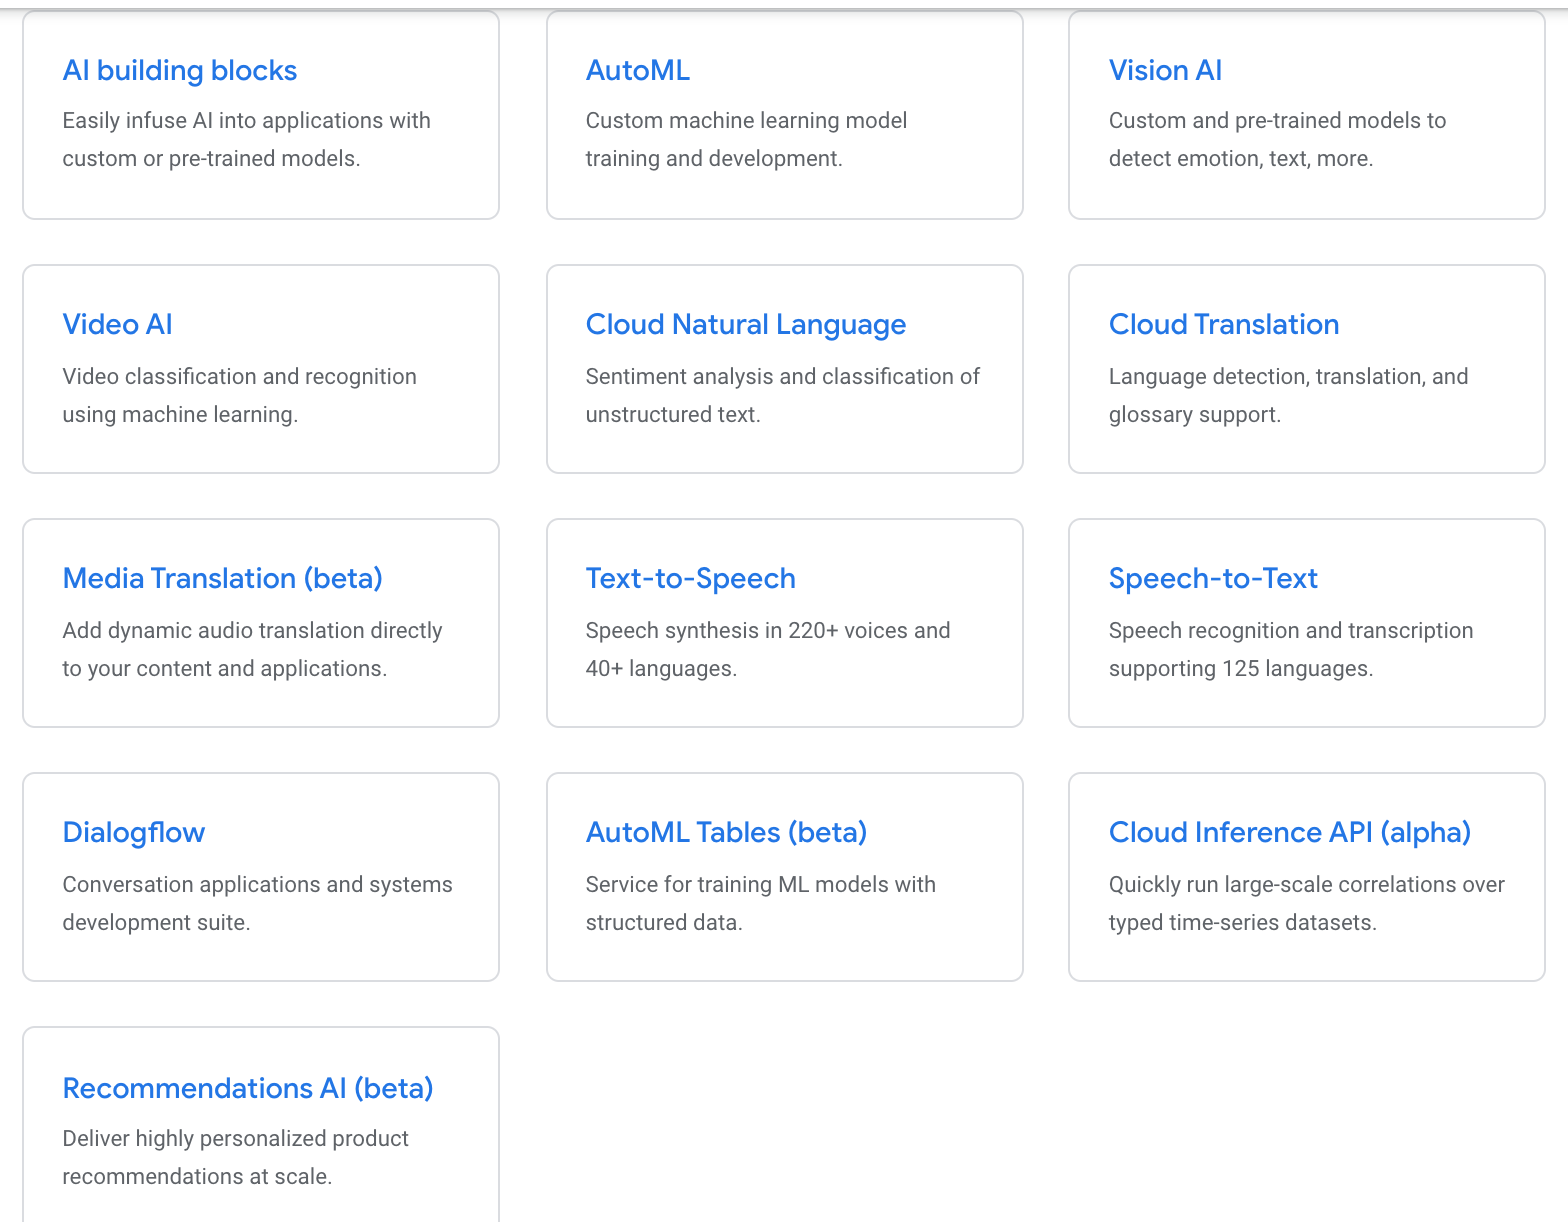 AI building blocks
Easily infuse AI into applications with
custom or pre-trained models.
AutoML
Custom machine learning model
training and development.
Vision AI
Custom and pre-trained models to
detect emotion, text, more.
Video AI
Video classification and recognition
using machine learning.
Cloud Natural Language
Sentiment analysis and classification of
unstructured text.
Cloud Translation
Language detection, translation, and
glossary support.
Media Translation (beta)
Add dynamic audio translation directly
to your content and applications.
Text-to-Speech
Speech synthesis in 220+ voices and
40+ languages.
Speech-to-Text
Speech recognition and transcription
supporting 125 languages.
Dialogflow
Conversation applications and systems
development suite.
AutoML Tables (beta)
Service for training ML models with
structured data.
Cloud Inference API (alpha)
Quickly run large-scale correlations over
typed time-series datasets.
Recommendations AI (beta)
Deliver highly personalized product
recommendations at scale.